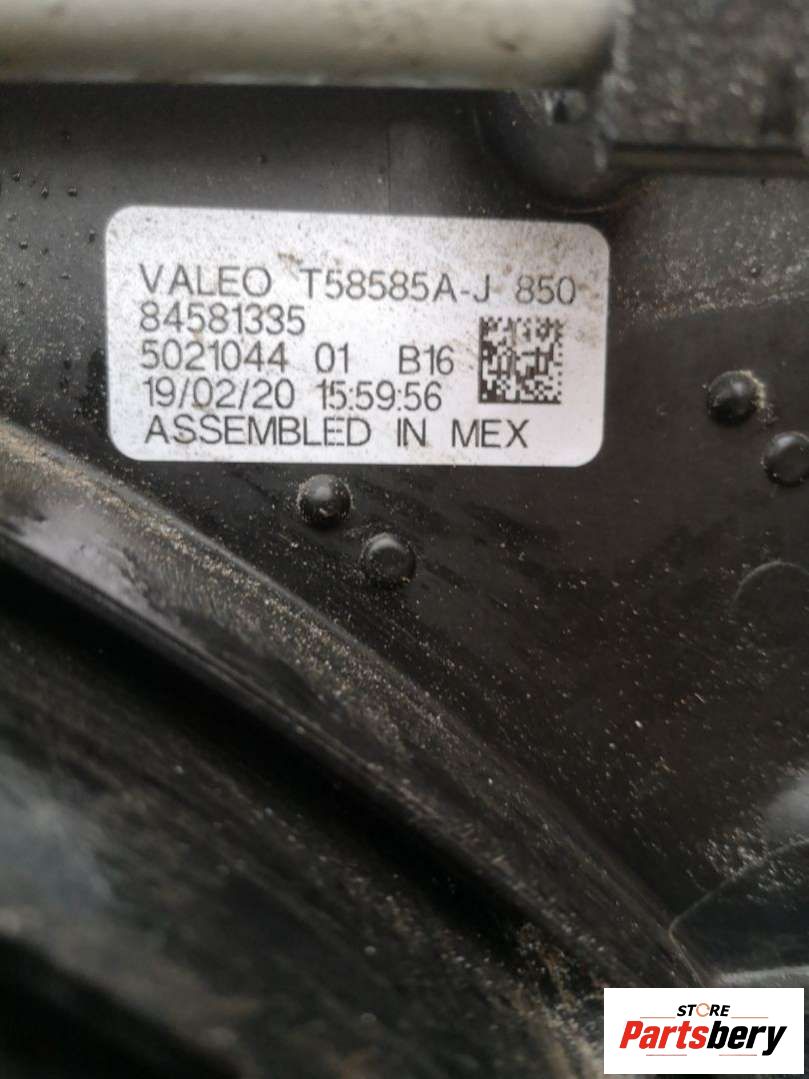 VALEO T58585A-J 850
84581335
5021044 01 B16
19/02/20 15:59:56
ASSEMBLED IN MEX
STORE
Partsbery